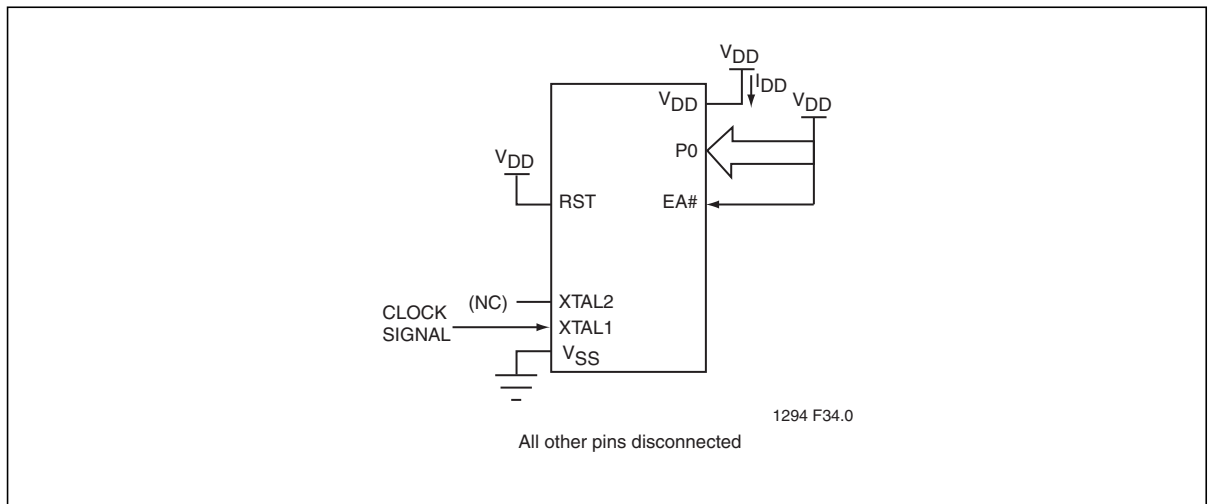 VDD
IDD
VDD
VDD
P0
VDD
RST
EA#
(NC)
XTAL2
CLOCK
SIGNAL
XTAL1
VSS
1294 F34.0
All other pins disconnected